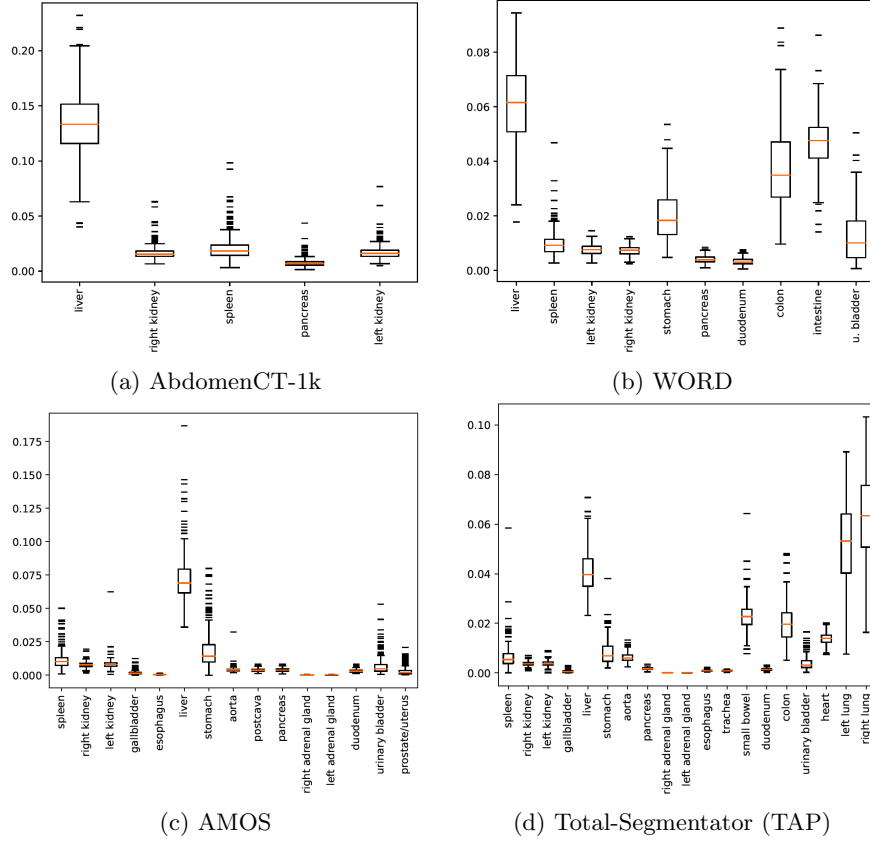 0.20
0.15
0.10
0.05
0.00
liver
right kidney
spleen
pancreas
left kidney
(a) AbdomenCT-1k
0.08
0.06
0.04
0.02
0.00
liver
spleen
left kidney
right kidney
stomach
pancreas
duodenum
colon
intestine
u. bladder
(b) WORD
0.175
0.150
0.125
0.100
0.075
0.050
0.025
0.000
spleen
right kidney
left kidney
gallbladder
esophagus
liver
stomach
aorta
postcava
pancreas
right adrenal gland
left adrenal gland
duodenum
urinary bladder
prostate/uterus
(c) AMOS
0.10
0.08
0.06
0.04
0.02
0.00
spleen
right kidney
left kidney
gallbladder
liver
stomach
aorta
pancreas
right adrenal gland
left adrenal gland
esophagus
trachea
small bowel
duodenum
colon
urinary bladder
heart
left lung
right lung
(d) Total-Segmentator (TAP)